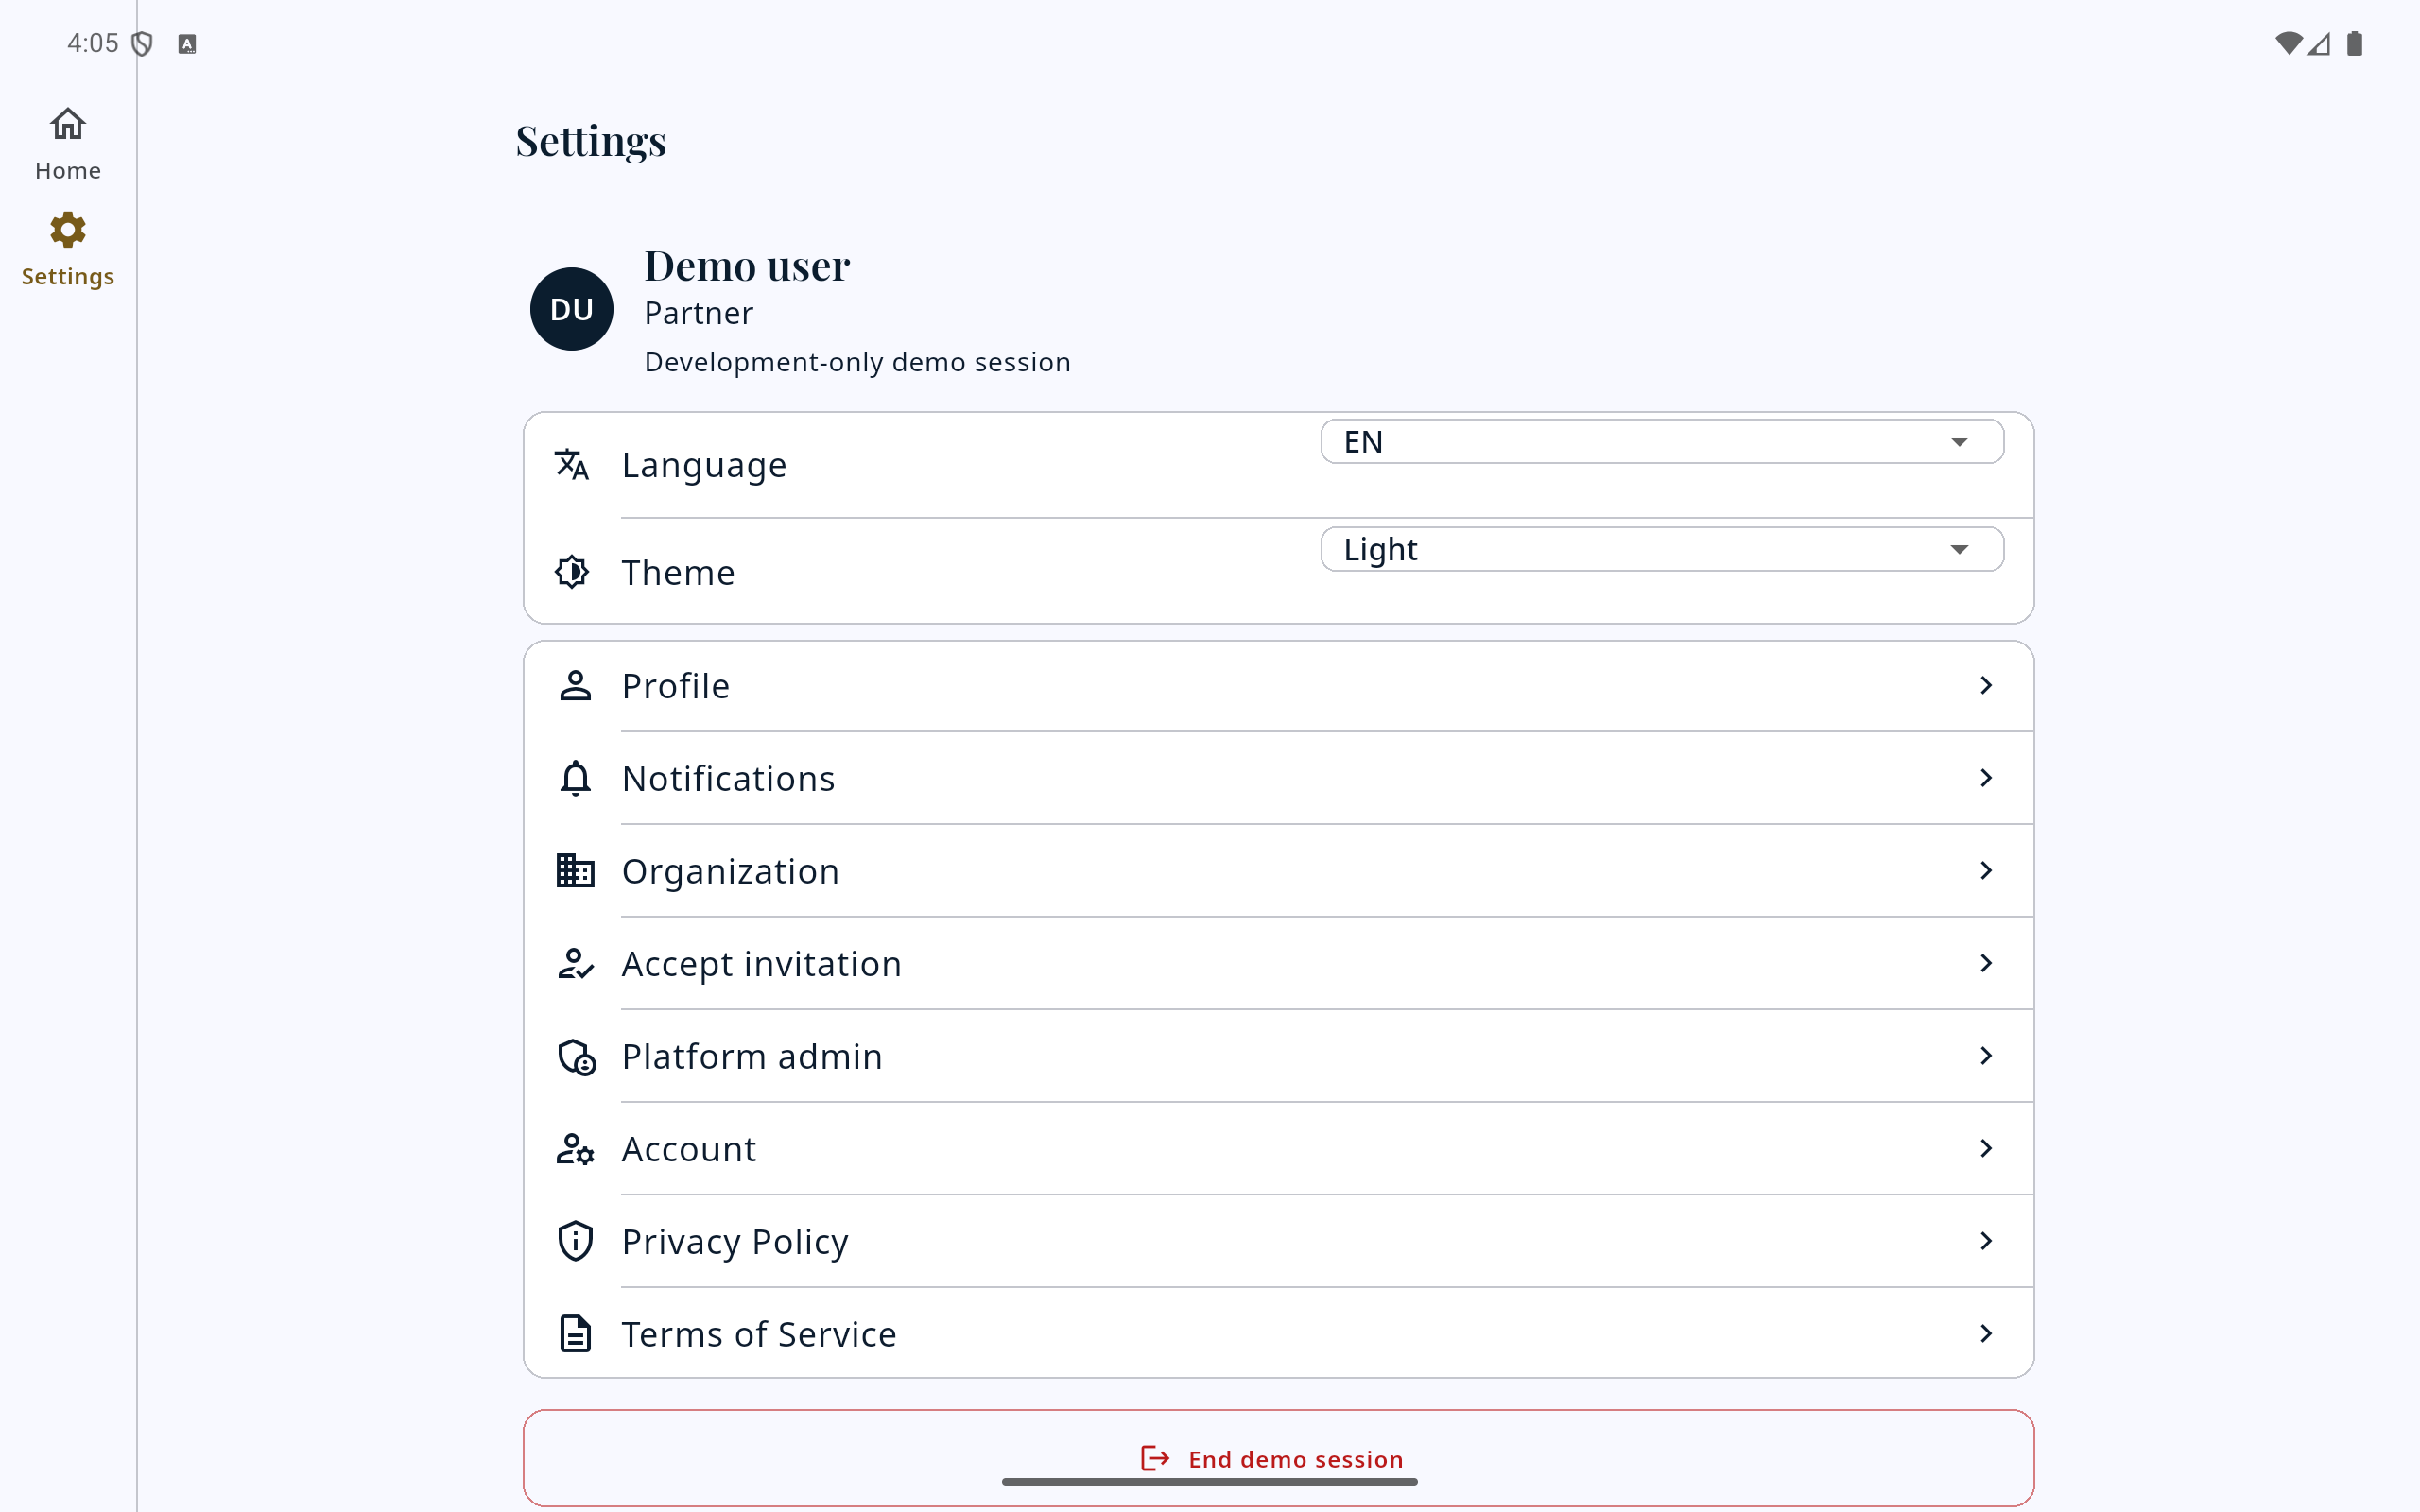 4:05
A
Home
Settings
Settings
DU
Demo user
Partner
Development-only demo session
Language
EN
Theme
Light
Profile
Notifications
Organization
Accept invitation
Platform admin
Account
Privacy Policy
Terms of Service
End demo session